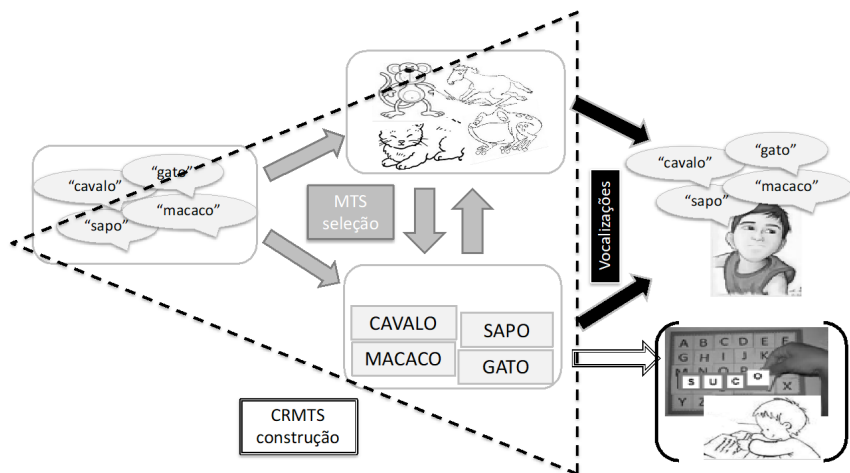 "cavalo"
"gato"
"macaco"
"sapo"
MTS
seleção
CAVALO
SAPO
MACACO
GATO
CRMTS
construção
Vocalizações
"cavalo"
"gato"
"sapo"
"macaco"
A B C D E F
G H I J K
M N O P
S U C O
X
Y Z